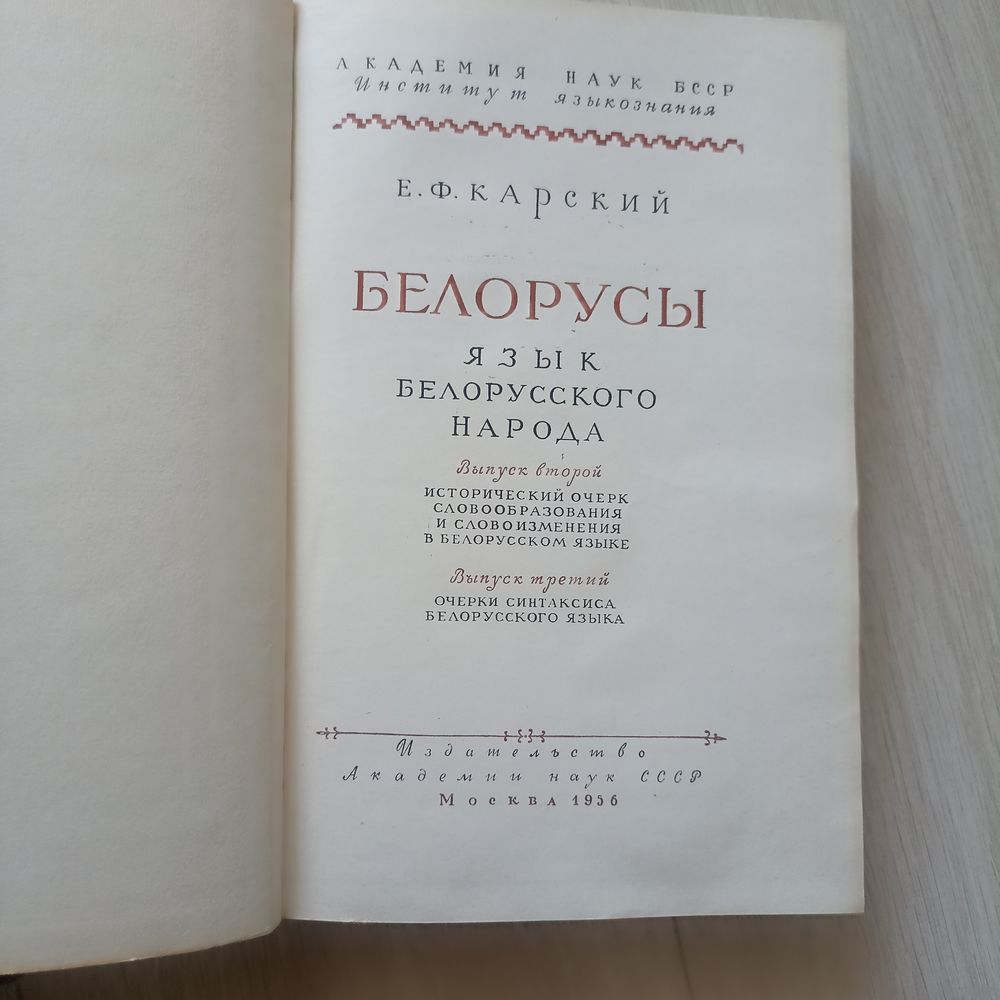 АКАДЕМИЯ НАУК БССР
Институт языкознания
Е.Ф.КАРСКИЙ
БЕЛОРУСЫ
ЯЗЫК
БЕЛОРУССКОГО
НАРОДА
Выпуск второй
ИСТОРИЧЕСКИЙ ОЧЕРК
СЛОВООБРАЗОВАНИЯ
И СЛОВОИЗМЕНЕНИЯ
В БЕЛОРУССКОМ ЯЗЫКЕ
Выпуск третий
ОЧЕРКИ СИНТАКСИСА
БЕЛОРУССКОГО ЯЗЫКА
Издательство
Академии наук СССР
МОСКВА 1956